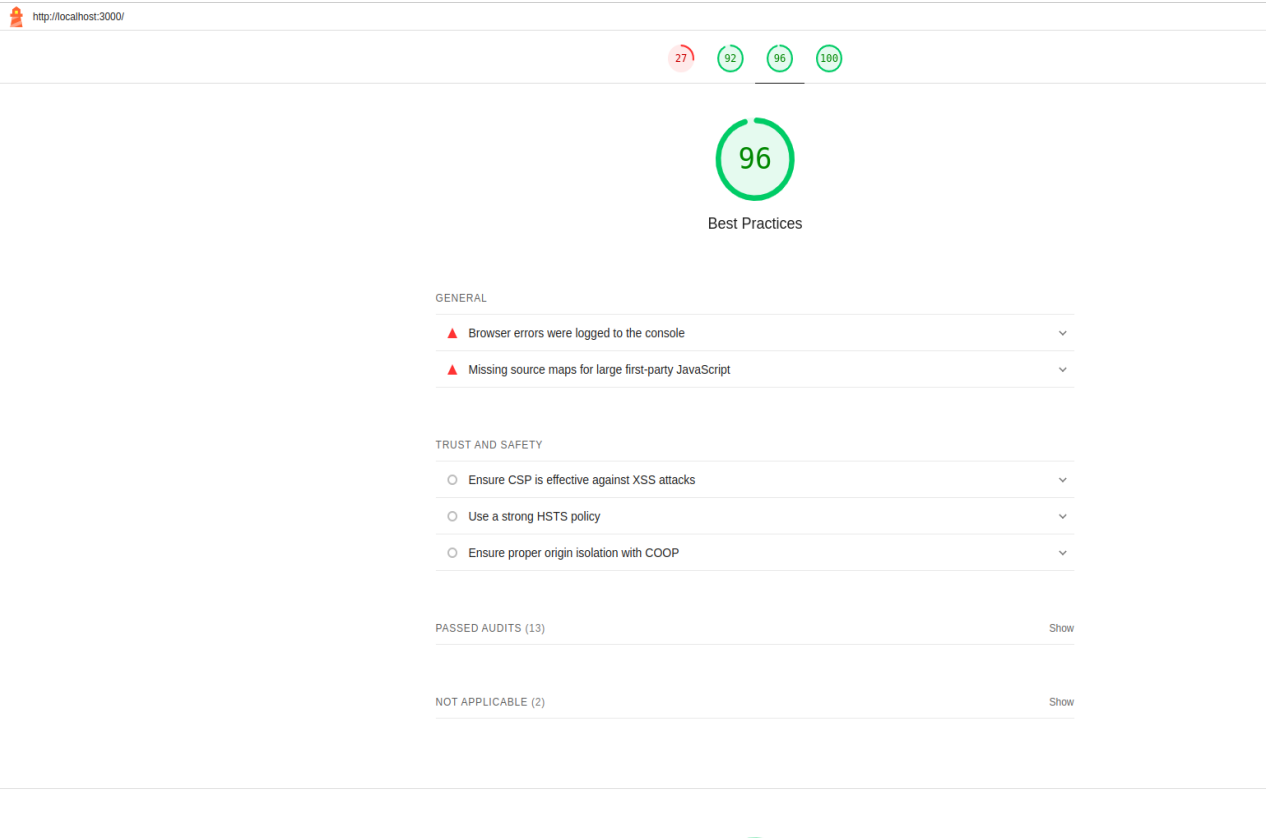 http://localhost:3000/
27 92 96 100
96
Best Practices
GENERAL
Browser errors were logged to the console
Missing source maps for large first-party JavaScript
TRUST AND SAFETY
Ensure CSP is effective against XSS attacks
Use a strong HSTS policy
Ensure proper origin isolation with COOP
PASSED AUDITS (13) Show
NOT APPLICABLE (2) Show